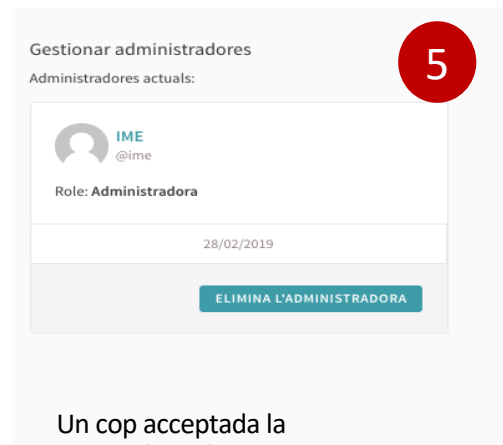 Gestionar administradores
5
Administradores actuals:
IME
@ime
Role: Administradora
28/02/2019
ELIMINA L'ADMINISTRADORA
Un cop acceptada la